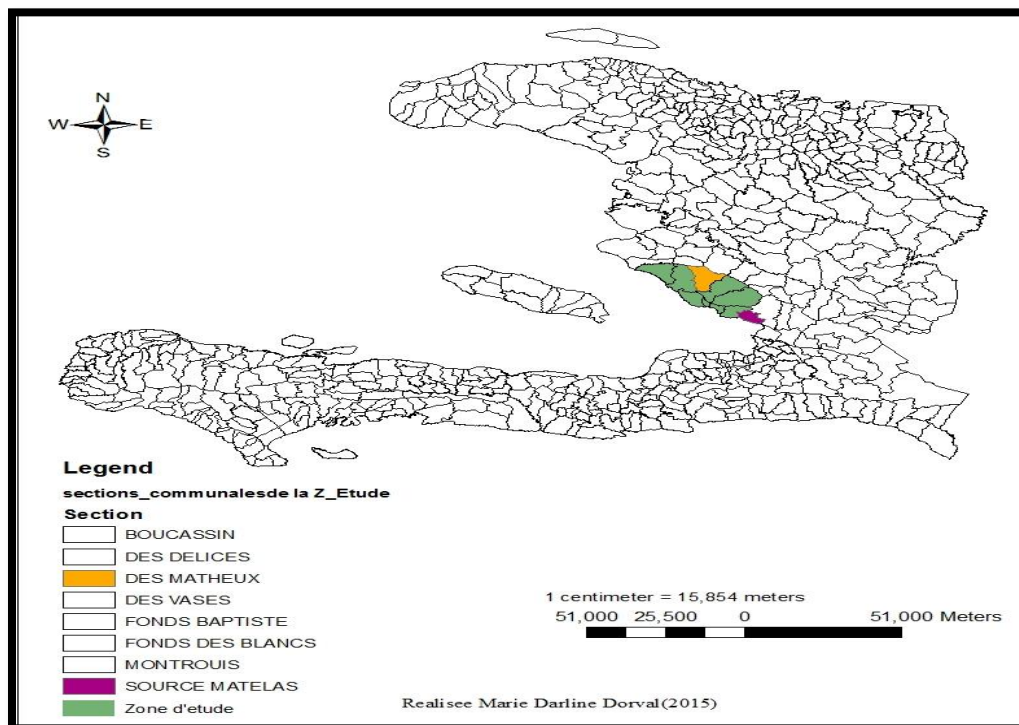 N
W E
S
Legend
sections_communalesde la Z_Etude
Section
BOUCASSIN
DES DELICES
DES MATHEUX
DES VASES
FONDS BAPTISTE
FONDS DES BLANCS
MONTROUIS
SOURCE MATELAS
Zone d'etude
1 centimeter = 15,854 meters
51,000 25,500 0 51,000 Meters
Realisee Marie Darline Dorval(2015)